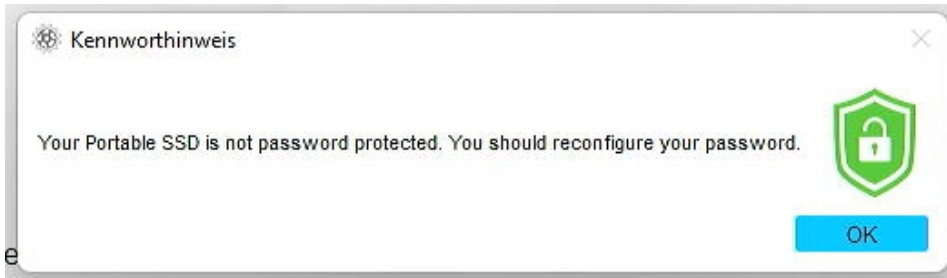 Kennworthinweis
Your Portable SSD is not password protected. You should reconfigure your password.
OK
e